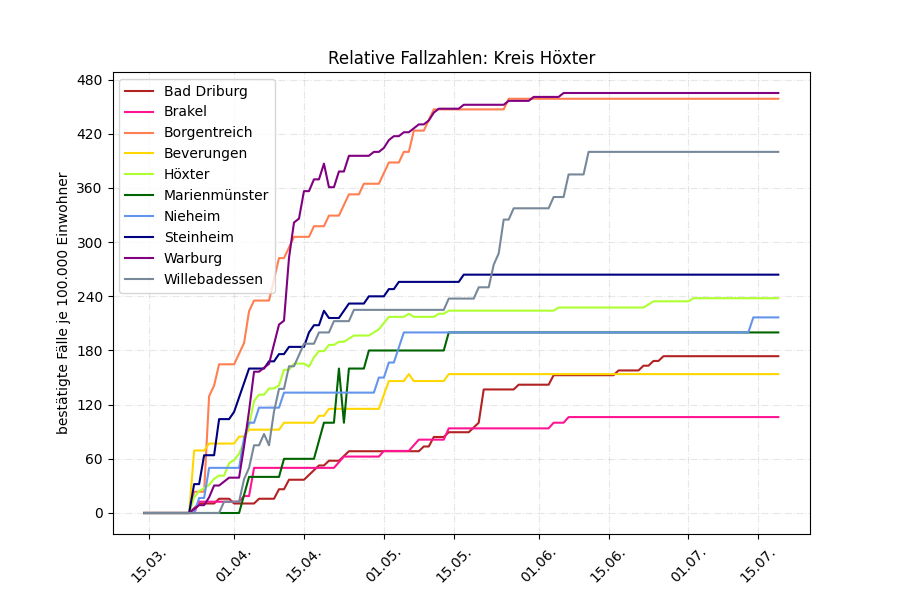 Relative Fallzahlen: Kreis Höxter
bestätigte Fälle je 100.000 Einwohner
480
420
360
300
240
180
120
60
0
Bad Driburg
Brakel
Borgentreich
Beverungen
Höxter
Marienmünster
Nieheim
Steinheim
Warburg
Willebadessen
15.03.
01.04.
15.04.
01.05.
15.05.
01.06.
15.06.
01.07.
15.07.